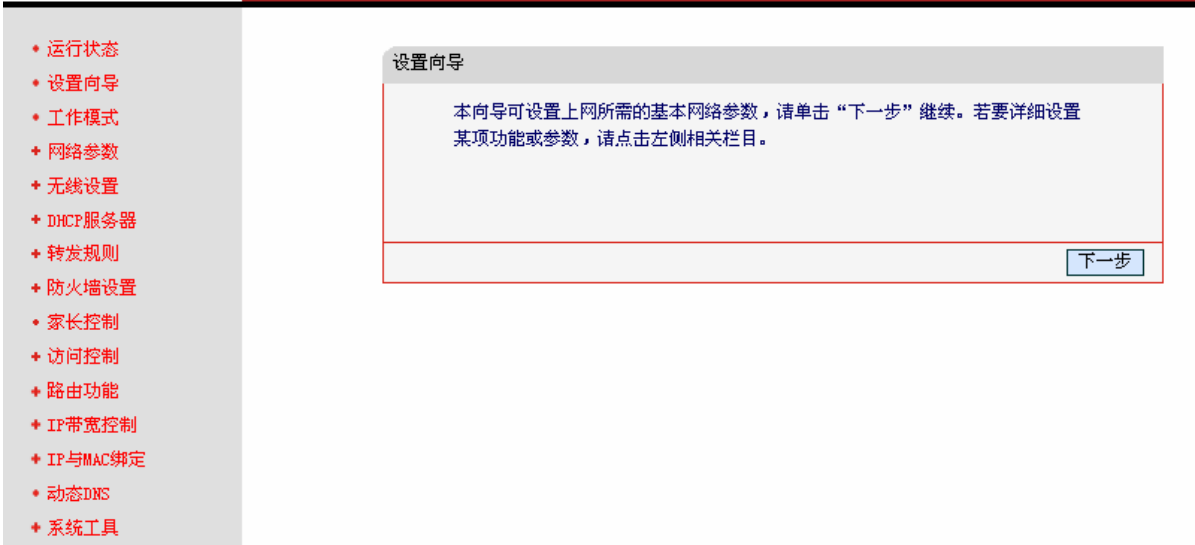 运行状态
设置向导
工作模式
网络参数
无线设置
DHCP服务器
转发规则
防火墙设置
家长控制
访问控制
路由功能
IP带宽控制
IP与MAC绑定
动态DNS
系统工具
设置向导
本向导可设置上网所需的基本网络参数，请单击“下一步”继续。若要详细设置
某项功能或参数，请点击左侧相关栏目。
下一步